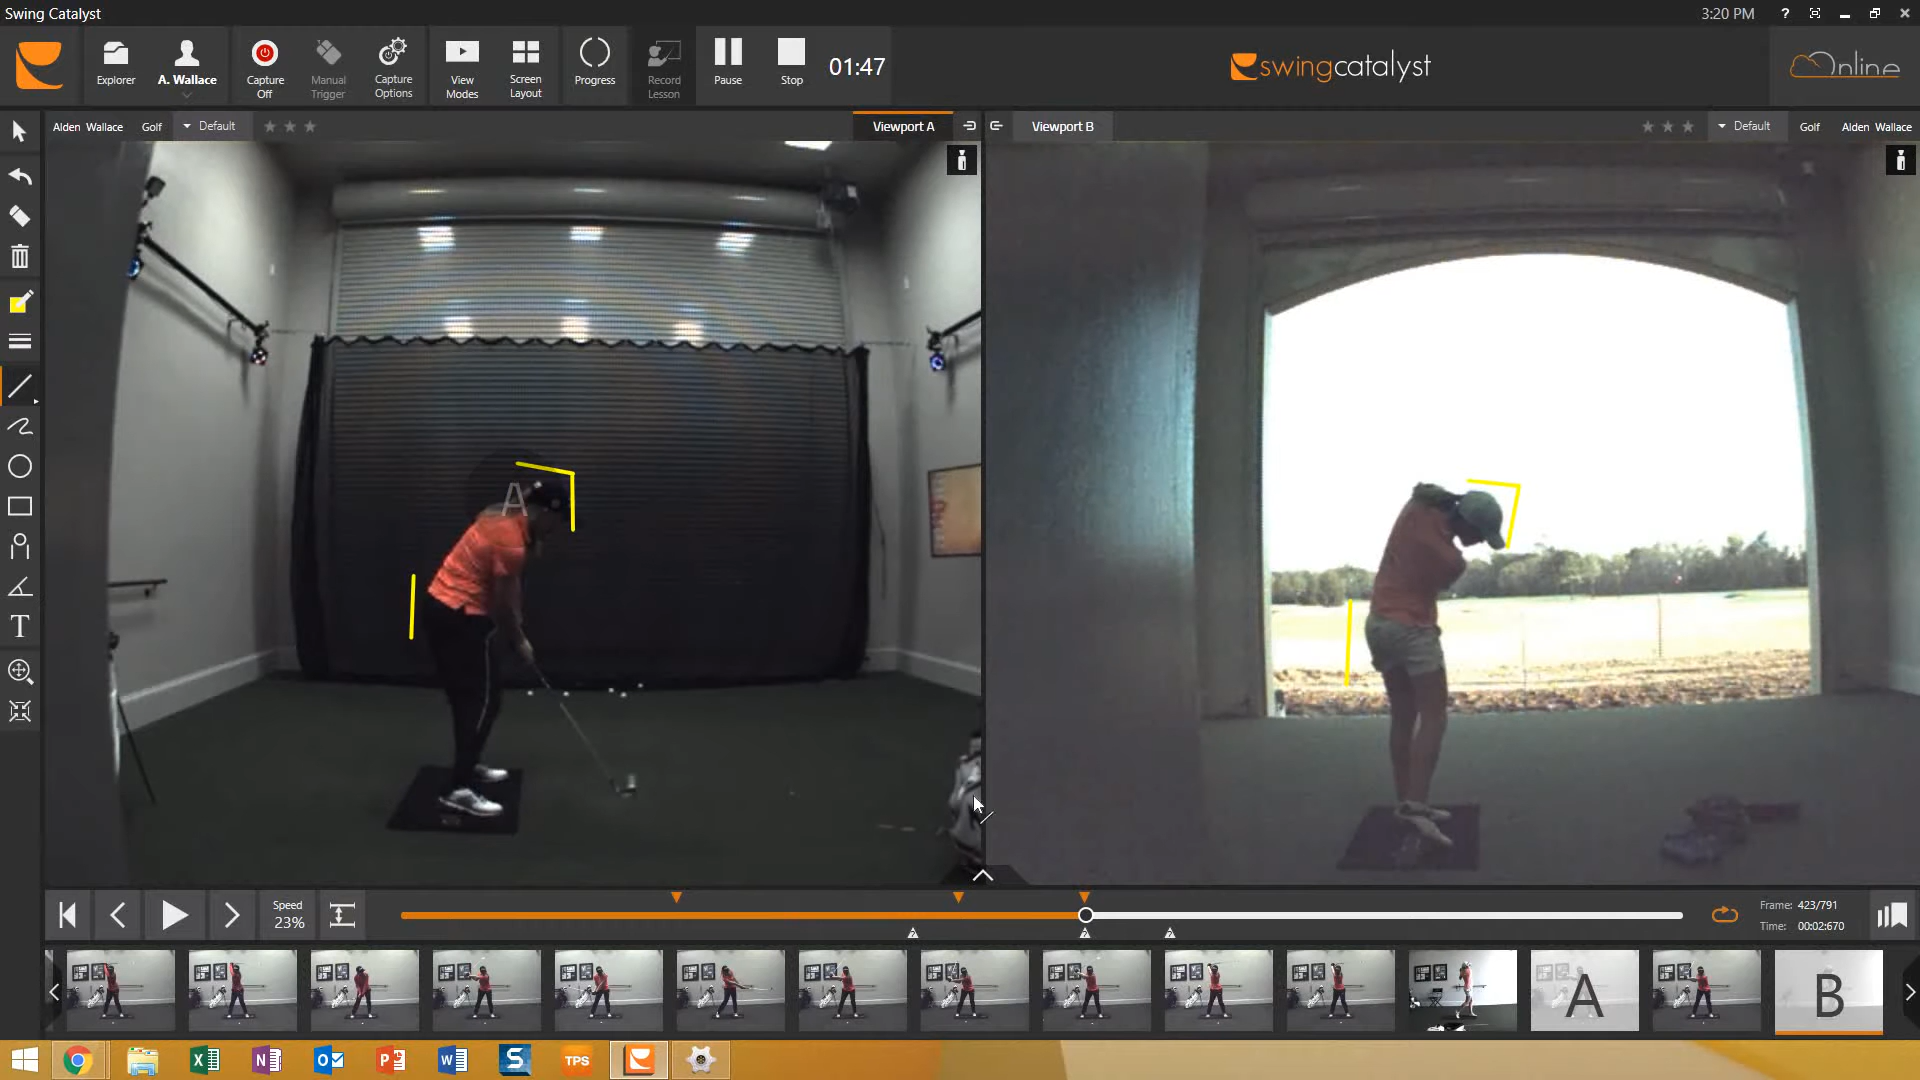 Swing Catalyst
3:20 PM
?
Explorer
A. Wallace
Capture Off
Manual Trigger
Capture Options
View Modes
Screen Layout
Progress
Record Lesson
Pause
Stop
01:47
swingcatalyst
Online
Alden Wallace
Golf
Default
Viewport A
Viewport B
Default
Golf
Alden Wallace
A
T
Speed
23%
Frame: 423/791
Time: 00:02:670
A
B
TPS